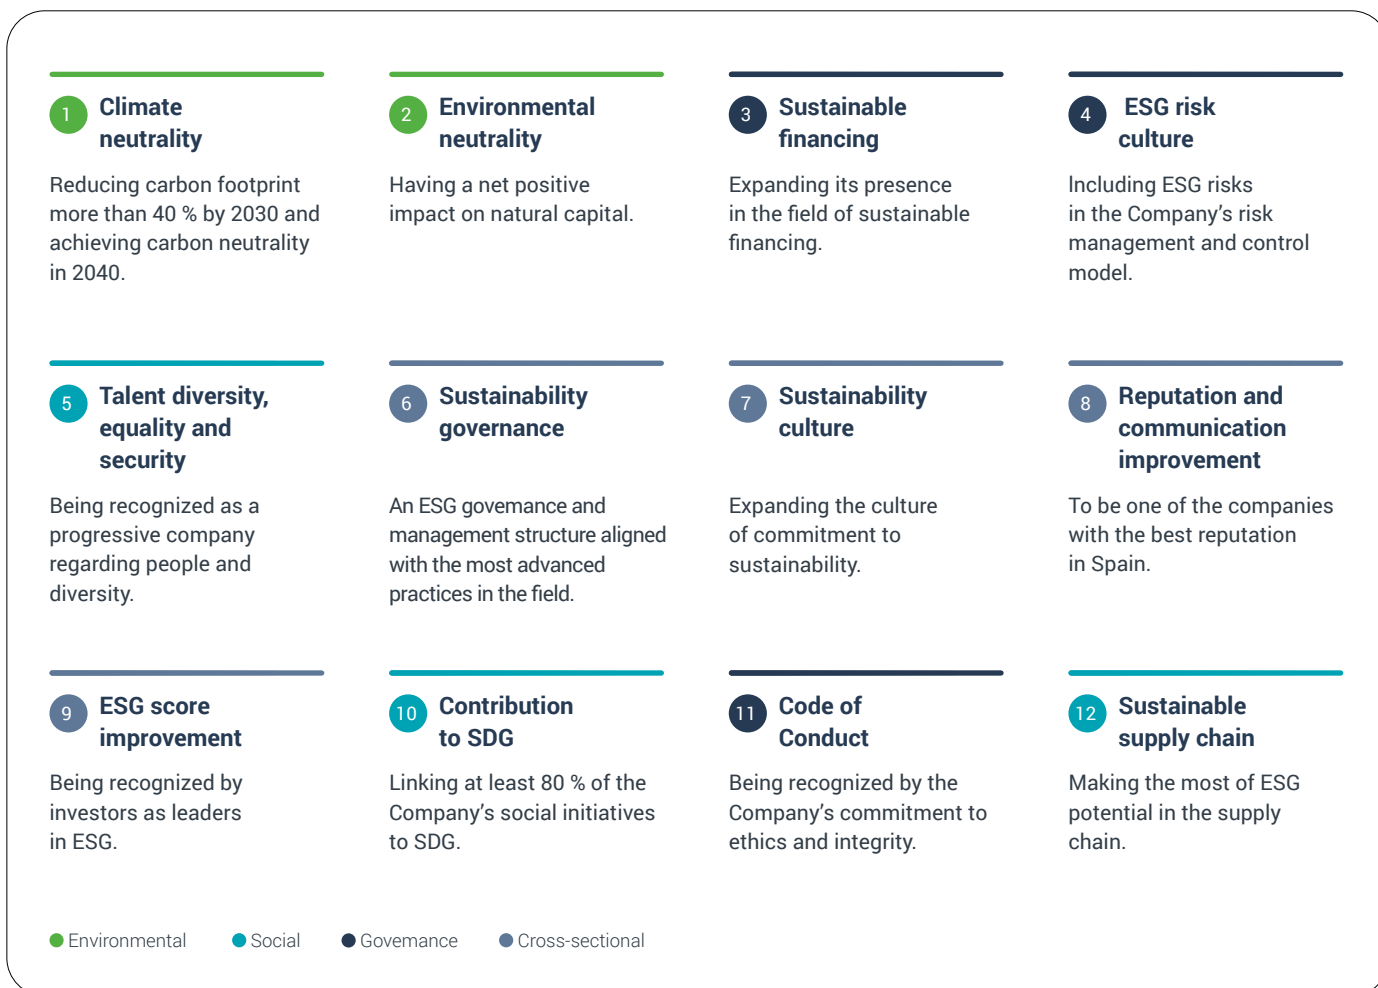 1
Climate
neutrality
Reducing carbon footprint
more than 40 % by 2030 and
achieving carbon neutrality
in 2040.
2
Environmental
neutrality
Having a net positive
impact on natural capital.
3
Sustainable
financing
Expanding its presence
in the field of sustainable
financing.
4
ESG risk
culture
Including ESG risks
in the Company’s risk
management and control
model.
5
Talent diversity,
equality and
security
Being recognized as a
progressive company
regarding people and
diversity.
6
Sustainability
governance
An ESG governance and
management structure aligned
with the most advanced
practices in the field.
7
Sustainability
culture
Expanding the culture
of commitment to
sustainability.
8
Reputation and
communication
improvement
To be one of the companies
with the best reputation
in Spain.
9
ESG score
improvement
Being recognized by
investors as leaders
in ESG.
10
Contribution
to SDG
Linking at least 80 % of the
Company’s social initiatives
to SDG.
11
Code of
Conduct
Being recognized by the
Company’s commitment to
ethics and integrity.
12
Sustainable
supply chain
Making the most of ESG
potential in the supply
chain.
Environmental
Social
Governance
Cross-sectional